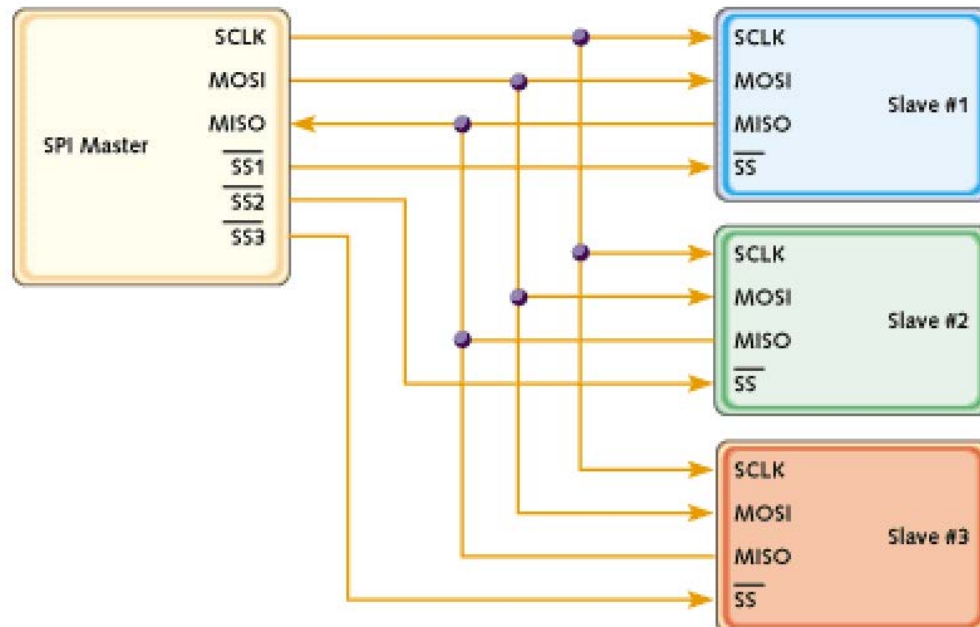 SPI Master
SCLK
MOSI
MISO
SS1
SS2
SS3
SCLK
MOSI
MISO
SS
Slave #1
SCLK
MOSI
MISO
SS
Slave #2
SCLK
MOSI
MISO
SS
Slave #3